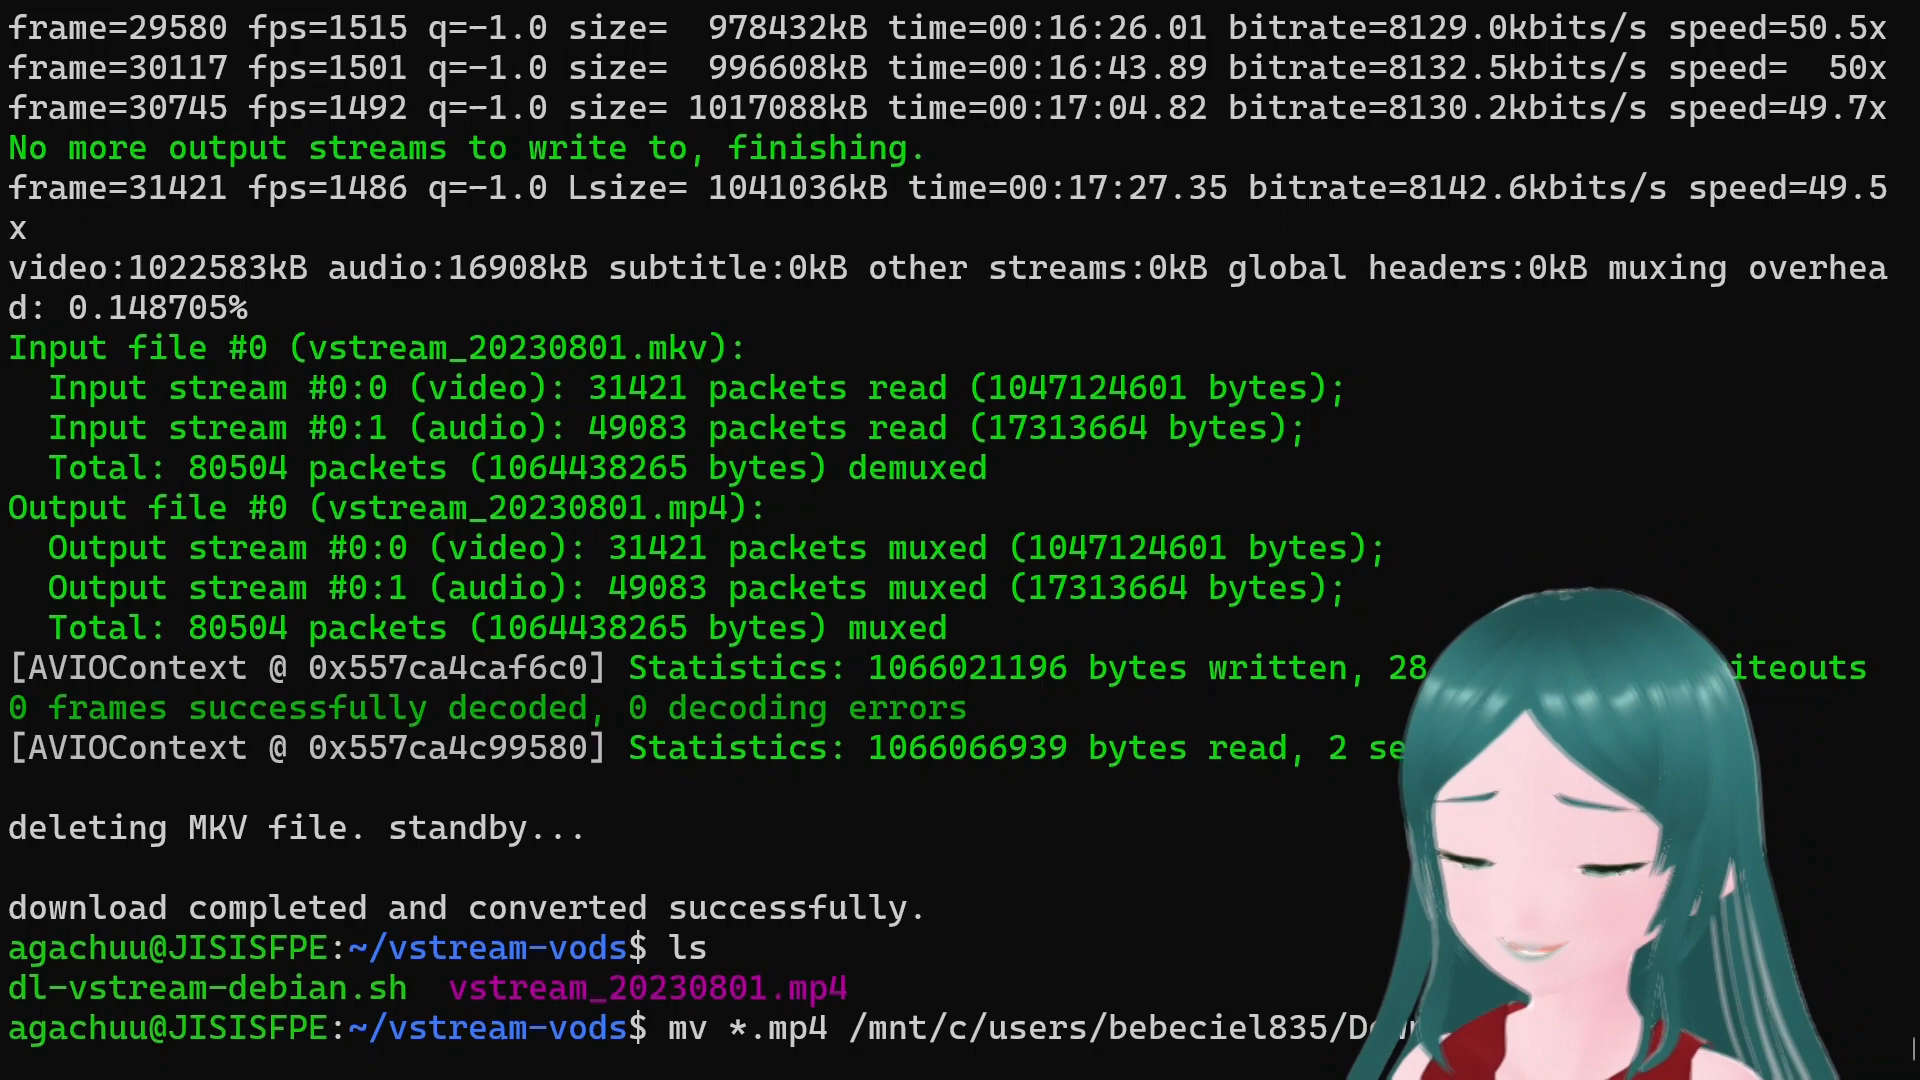 frame=29580 fps=1515 q=-1.0 size=  978432kB time=00:16:26.01 bitrate=8129.0kbits/s speed=50.5x
frame=30117 fps=1501 q=-1.0 size=  996608kB time=00:16:43.89 bitrate=8132.5kbits/s speed=  50x
frame=30745 fps=1492 q=-1.0 size= 1017088kB time=00:17:04.82 bitrate=8130.2kbits/s speed=49.7x
No more output streams to write to, finishing.
frame=31421 fps=1486 q=-1.0 Lsize= 1041036kB time=00:17:27.35 bitrate=8142.6kbits/s speed=49.5
x
video:1022583kB audio:16908kB subtitle:0kB other streams:0kB global headers:0kB muxing overhea
d: 0.148705%
Input file #0 (vstream_20230801.mkv):
  Input stream #0:0 (video): 31421 packets read (1047124601 bytes);
  Input stream #0:1 (audio): 49083 packets read (17313664 bytes);
  Total: 80504 packets (1064438265 bytes) demuxed
Output file #0 (vstream_20230801.mp4):
  Output stream #0:0 (video): 31421 packets muxed (1047124601 bytes);
  Output stream #0:1 (audio): 49083 packets muxed (17313664 bytes);
  Total: 80504 packets (1064438265 bytes) muxed
[AVIOContext @ 0x557ca4caf6c0] Statistics: 1066021196 bytes written, 28
0 frames successfully decoded, 0 decoding errors
[AVIOContext @ 0x557ca4c99580] Statistics: 1066066939 bytes read, 2
deleting MKV file. standby...
download completed and converted successfully.
agachuu@JISISFPE:~/vstream-vods$ ls
dl-vstream-debian.sh  vstream_20230801.mp4
agachuu@JISISFPE:~/vstream-vods$ mv *.mp4 /mnt/c/users/bebeciel835/Dow